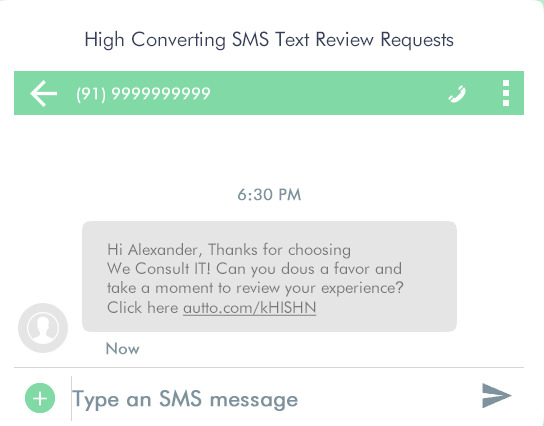 High Converting SMS Text Review Requests
(91) 9999999999
6:30 PM
Hi Alexander, Thanks for choosing
We Consult IT! Can you dous a favor and
take a moment to review your experience?
Click here autto.com/kHISHN
Now
Type an SMS message